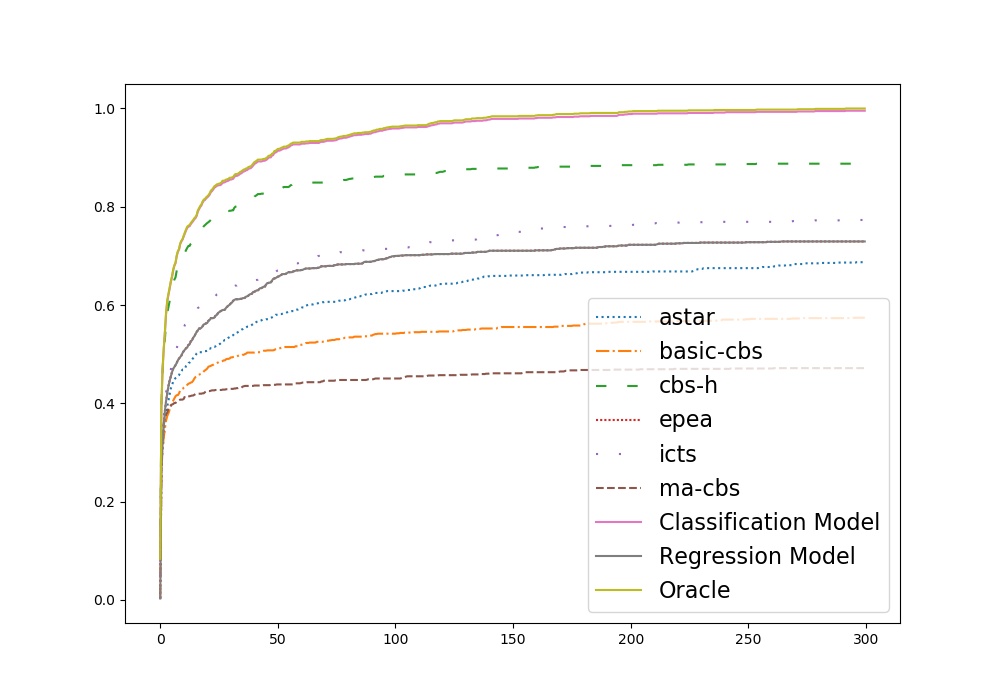 1.0
0.8
0.6
0.4
0.2
0.0
0 50 100 150 200 250 300
astar
basic-cbs
cbs-h
epea
icts
ma-cbs
Classification Model
Regression Model
Oracle